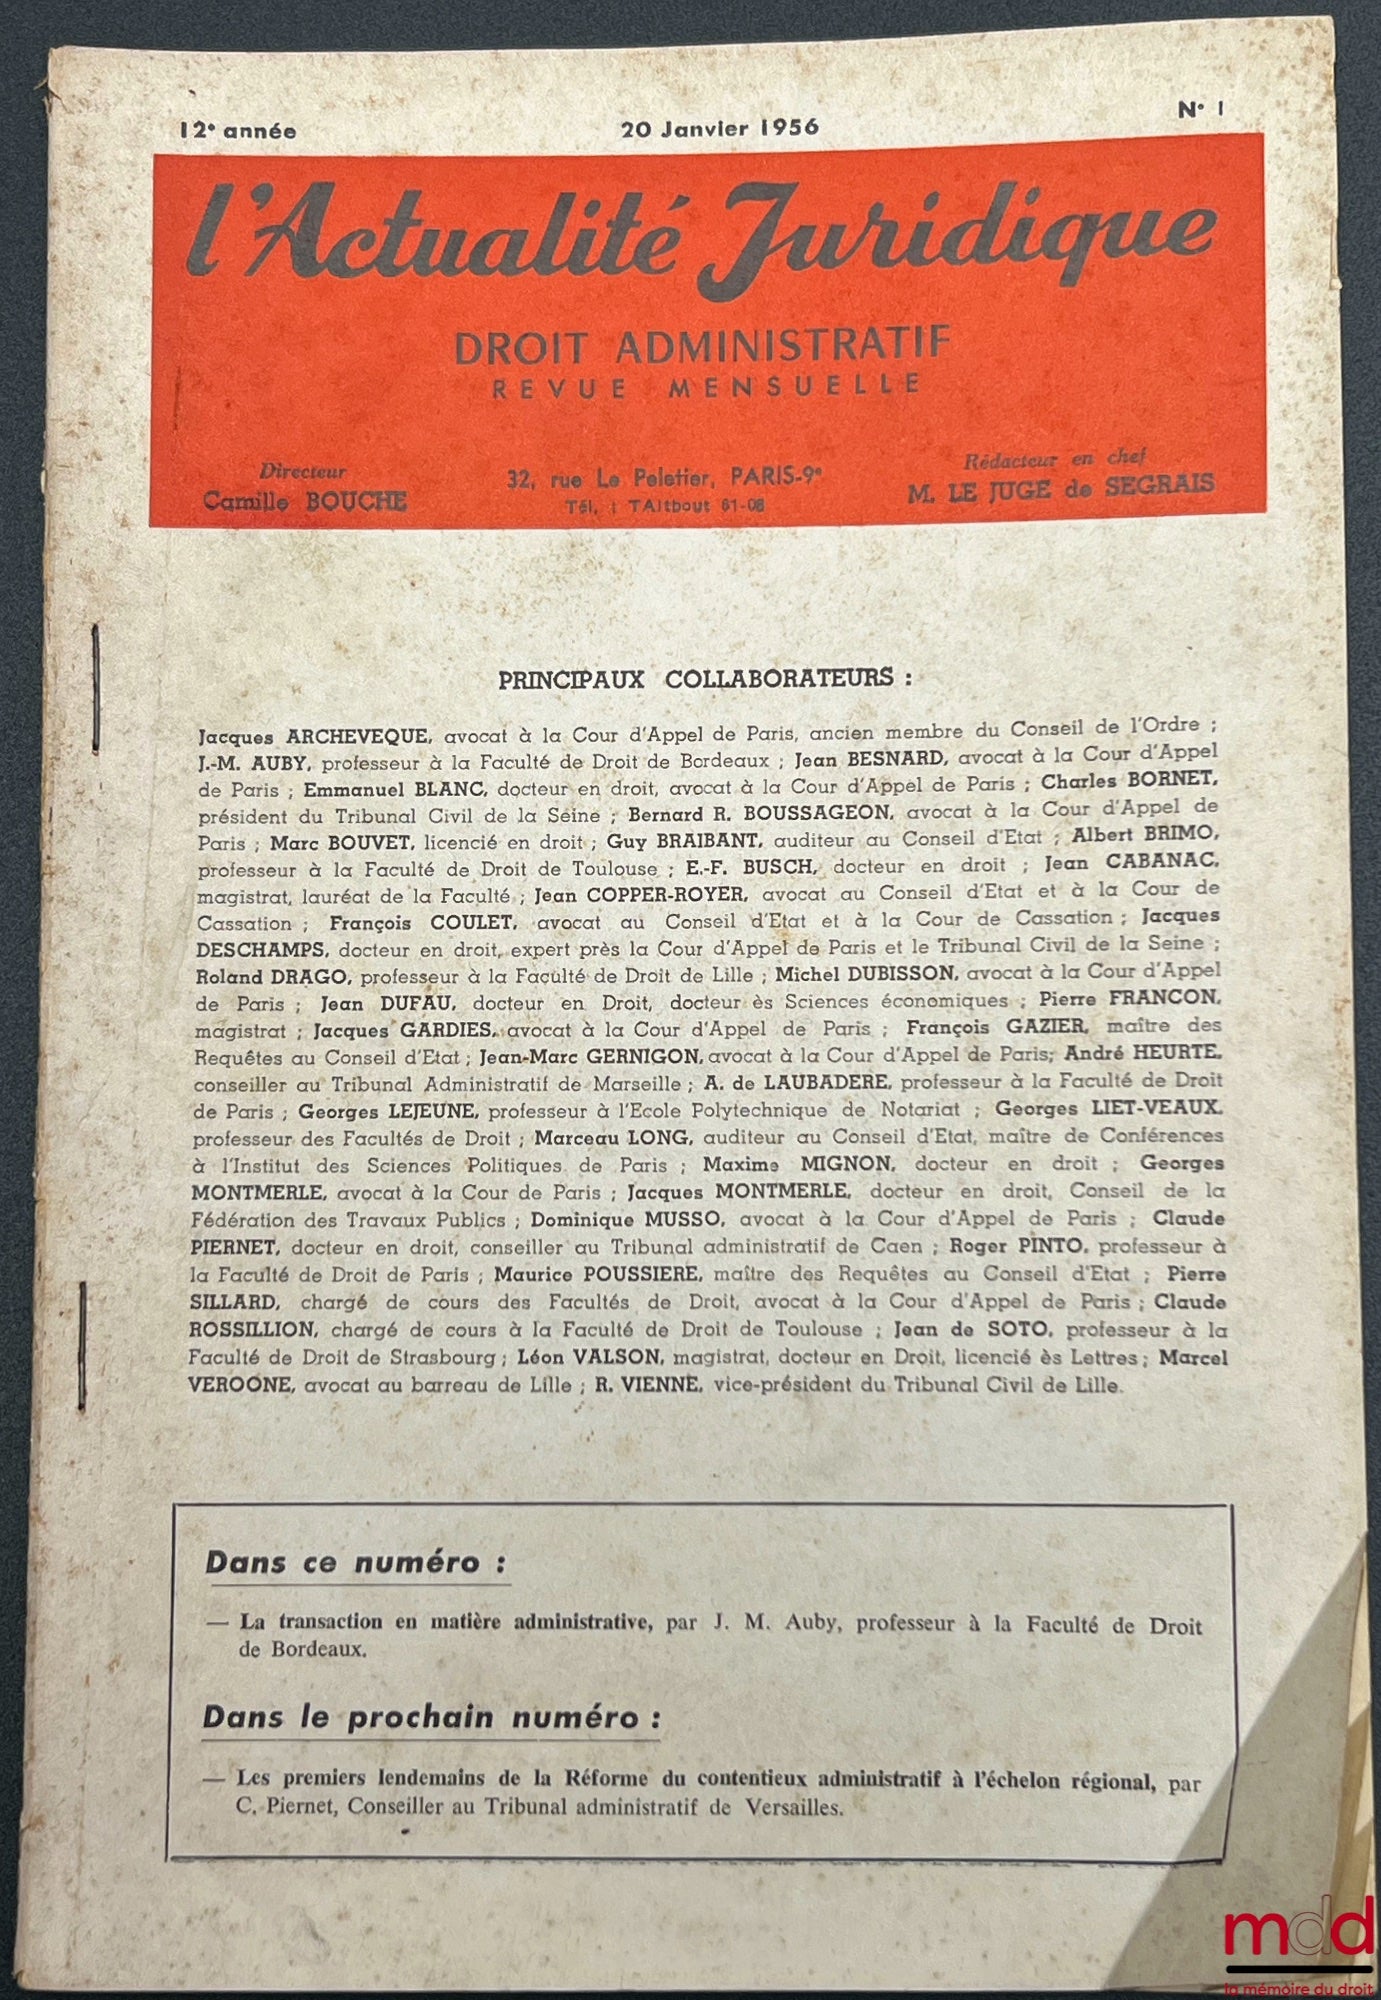 12e année
20 Janvier 1956
N° 1
l'Actualité Juridique
DROIT ADMINISTRATIF
REVUE MENSUELLE
Directeur
Camille BOUCHE
32, rue Le Peletier, PARIS-9e
Tél. : TAItbout 61-08
Rédacteur en chef
M. LE JUGE de SEGRAIS
PRINCIPAUX COLLABORATEURS :
Jacques ARCHEVEQUE, avocat à la Cour d'Appel de Paris, ancien membre du Conseil de l'Ordre ;
J.-M. AUBY, professeur à la Faculté de Droit de Bordeaux ; Jean BESNARD, avocat à la Cour d'Appel
de Paris ; Emmanuel BLANC, docteur en droit, avocat à la Cour d'Appel de Paris ; Charles BORNET,
président du Tribunal Civil de la Seine ; Bernard R. BOUSSAGEON, avocat à la Cour d'Appel de
Paris ; Marc BOUVET, licencié en droit ; Guy BRAIBANT, auditeur au Conseil d'Etat ; Albert BRIMO,
professeur à la Faculté de Droit de Toulouse ; E.-F. BUSCH, docteur en droit ; Jean CABANAC,
magistrat, lauréat de la Faculté ; Jean COPPER-ROYER, avocat au Conseil d'Etat et à la Cour de
Cassation ; François COULET, avocat au Conseil d'Etat et à la Cour de Cassation ; Jacques
DESCHAMPS, docteur en droit, expert près la Cour d'Appel de Paris et le Tribunal Civil de la Seine ;
Roland DRAGO, professeur à la Faculté de Droit de Lille ; Michel DUBISSON, avocat à la Cour d'Appel
de Paris ; Jean DUFAU, docteur en Droit, docteur ès Sciences économiques ; Pierre FRANCON,
magistrat ; Jacques GARDIES, avocat à la Cour d'Appel de Paris ; François GAZIER, maître des
Requêtes au Conseil d'Etat ; Jean-Marc GERNIGON, avocat à la Cour d'Appel de Paris; André HEURTE,
conseiller au Tribunal Administratif de Marseille ; A. de LAUBADERE, professeur à la Faculté de Droit
de Paris ; Georges LEJEUNE, professeur à l'Ecole Polytechnique de Notariat ; Georges LIET-VEAUX,
professeur des Facultés de Droit ; Marceau LONG, auditeur au Conseil d'Etat, maître de Conférences
à l'Institut des Sciences Politiques de Paris ; Maxime MIGNON, docteur en droit ; Georges
MONTMERLE, avocat à la Cour de Paris ; Jacques MONTMERLE, docteur en droit, Conseil de la
Fédération des Travaux Publics ; Dominique MUSSO, avocat à la Cour d'Appel de Paris ; Claude
PIERNET, docteur en droit, conseiller au Tribunal administratif de Caen ; Roger PINTO, professeur à
la Faculté de Droit de Paris ; Maurice POUSSIERE, maître des Requêtes au Conseil d'Etat ; Pierre
SILLARD, chargé de cours des Facultés de Droit, avocat à la Cour d'Appel de Paris ; Claude
ROSSILLION, chargé de cours à la Faculté de Droit de Toulouse ; Jean de SOTO, professeur à la
Faculté de Droit de Strasbourg ; Léon VALSON, magistrat, docteur en Droit, licencié ès Lettres ; Marcel
VEROONE, avocat au barreau de Lille ; R. VIENNE, vice-président du Tribunal Civil de Lille.
Dans ce numéro :
— La transaction en matière administrative, par J. M. Auby, professeur à la Faculté de Droit
de Bordeaux.
Dans le prochain numéro :
— Les premiers lendemains de la Réforme du contentieux administratif à l'échelon régional, par
C. Piernet, Conseiller au Tribunal administratif de Versailles.
mdd
la mémoire du droit